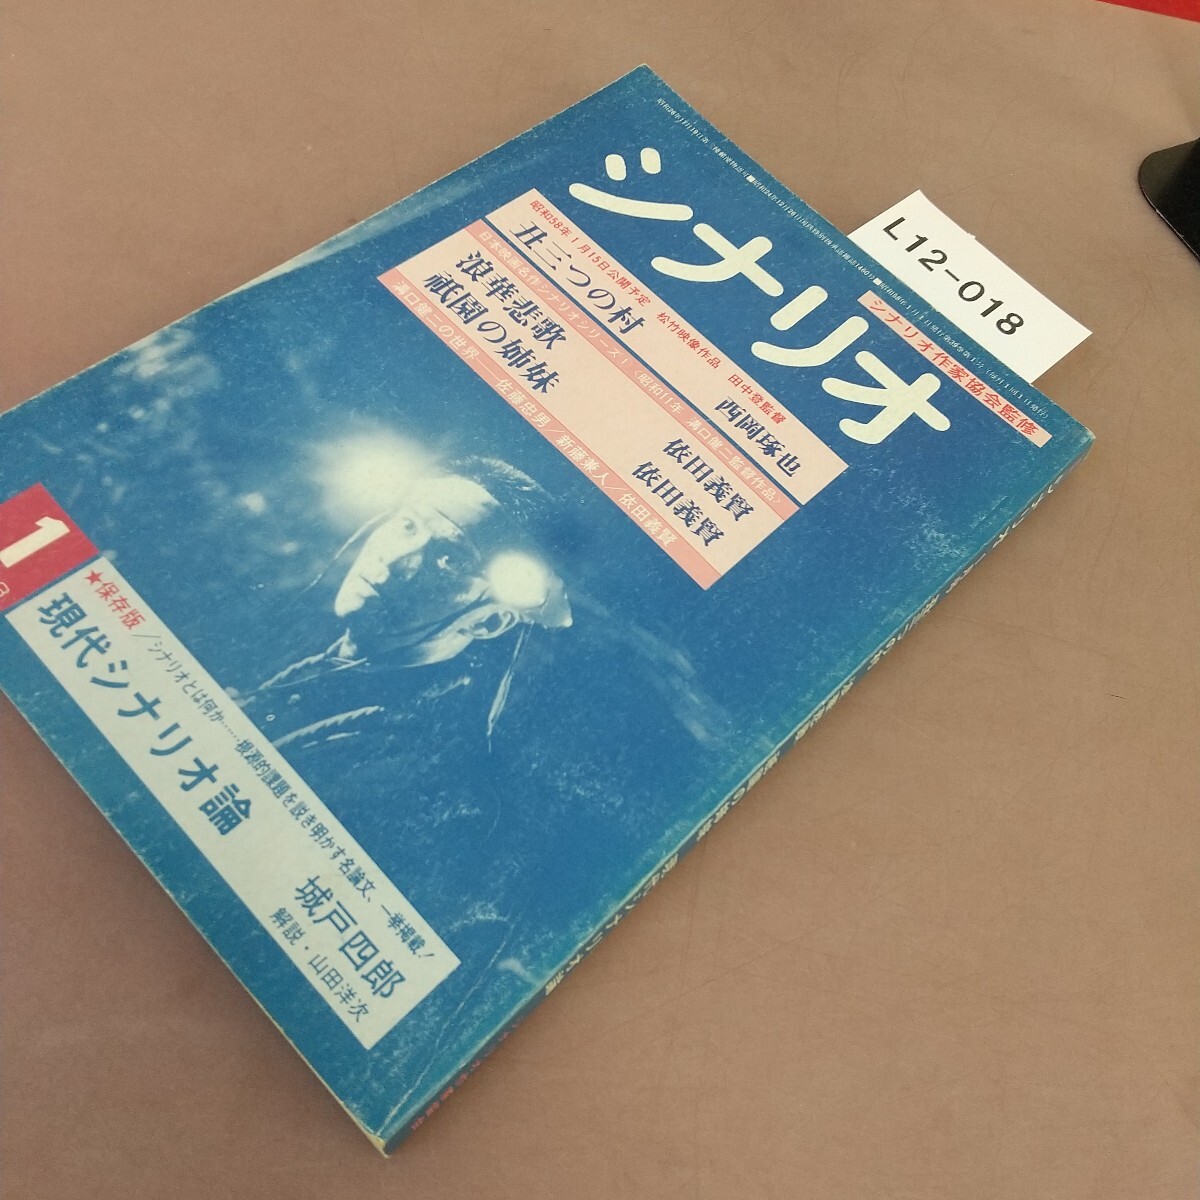 シナリオ
シナリオ作家協会監修
昭和58年1月15日公開予定 松竹映像作品 田中登監督
丑三つの村 西岡琢也
日本映画名作シナリオシリーズ1〈昭和11年 溝口健二監督作品〉
浪華悲歌 依田義賢
祇園の姉妹 依田義賢
溝口健二の世界 佐藤忠男/新藤兼人/依田義賢
L12-018
1
★保存版/シナリオとは何か……根源的課題を説き明かす名論文、一挙掲載!
現代シナリオ論 城戸四郎
解説・山田洋次